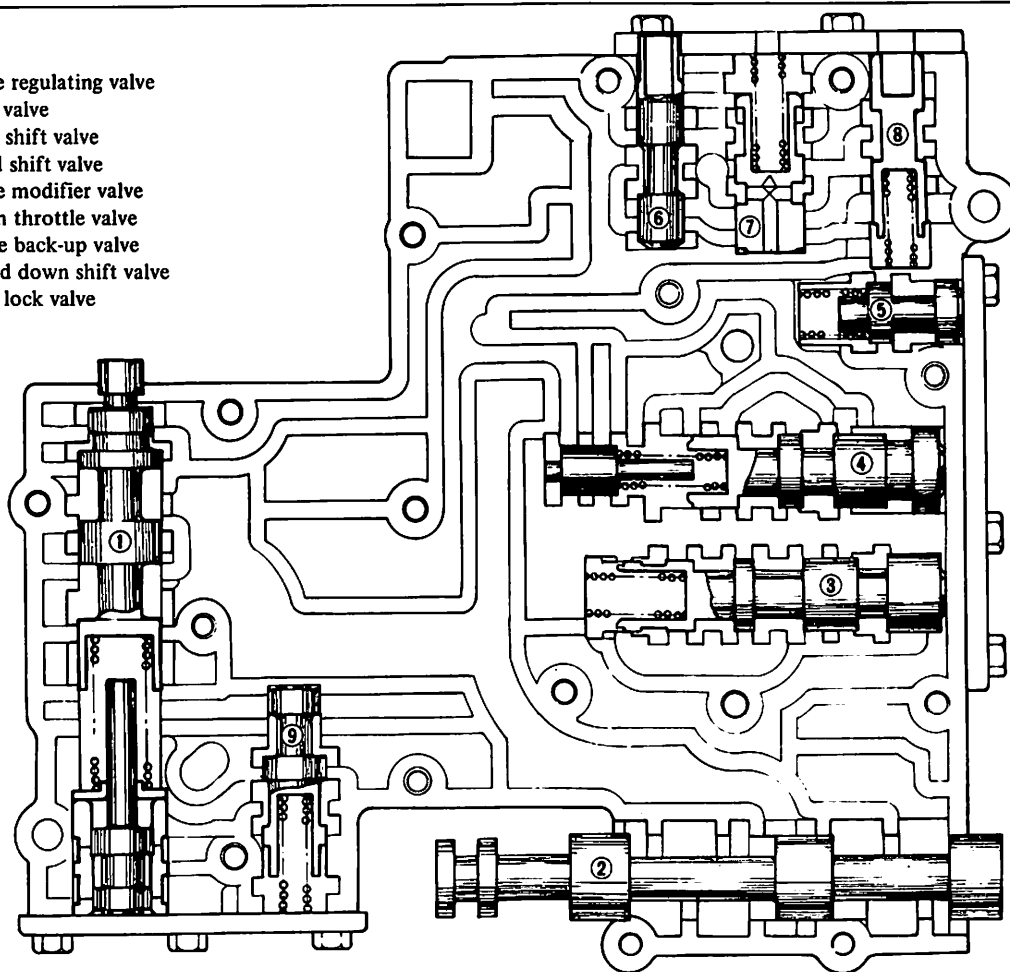 e regulating valve
valve
shift valve
d shift valve
e modifier valve
n throttle valve
e back-up valve
d down shift valve
lock valve
6
7
8
5
4
1
3
9
2